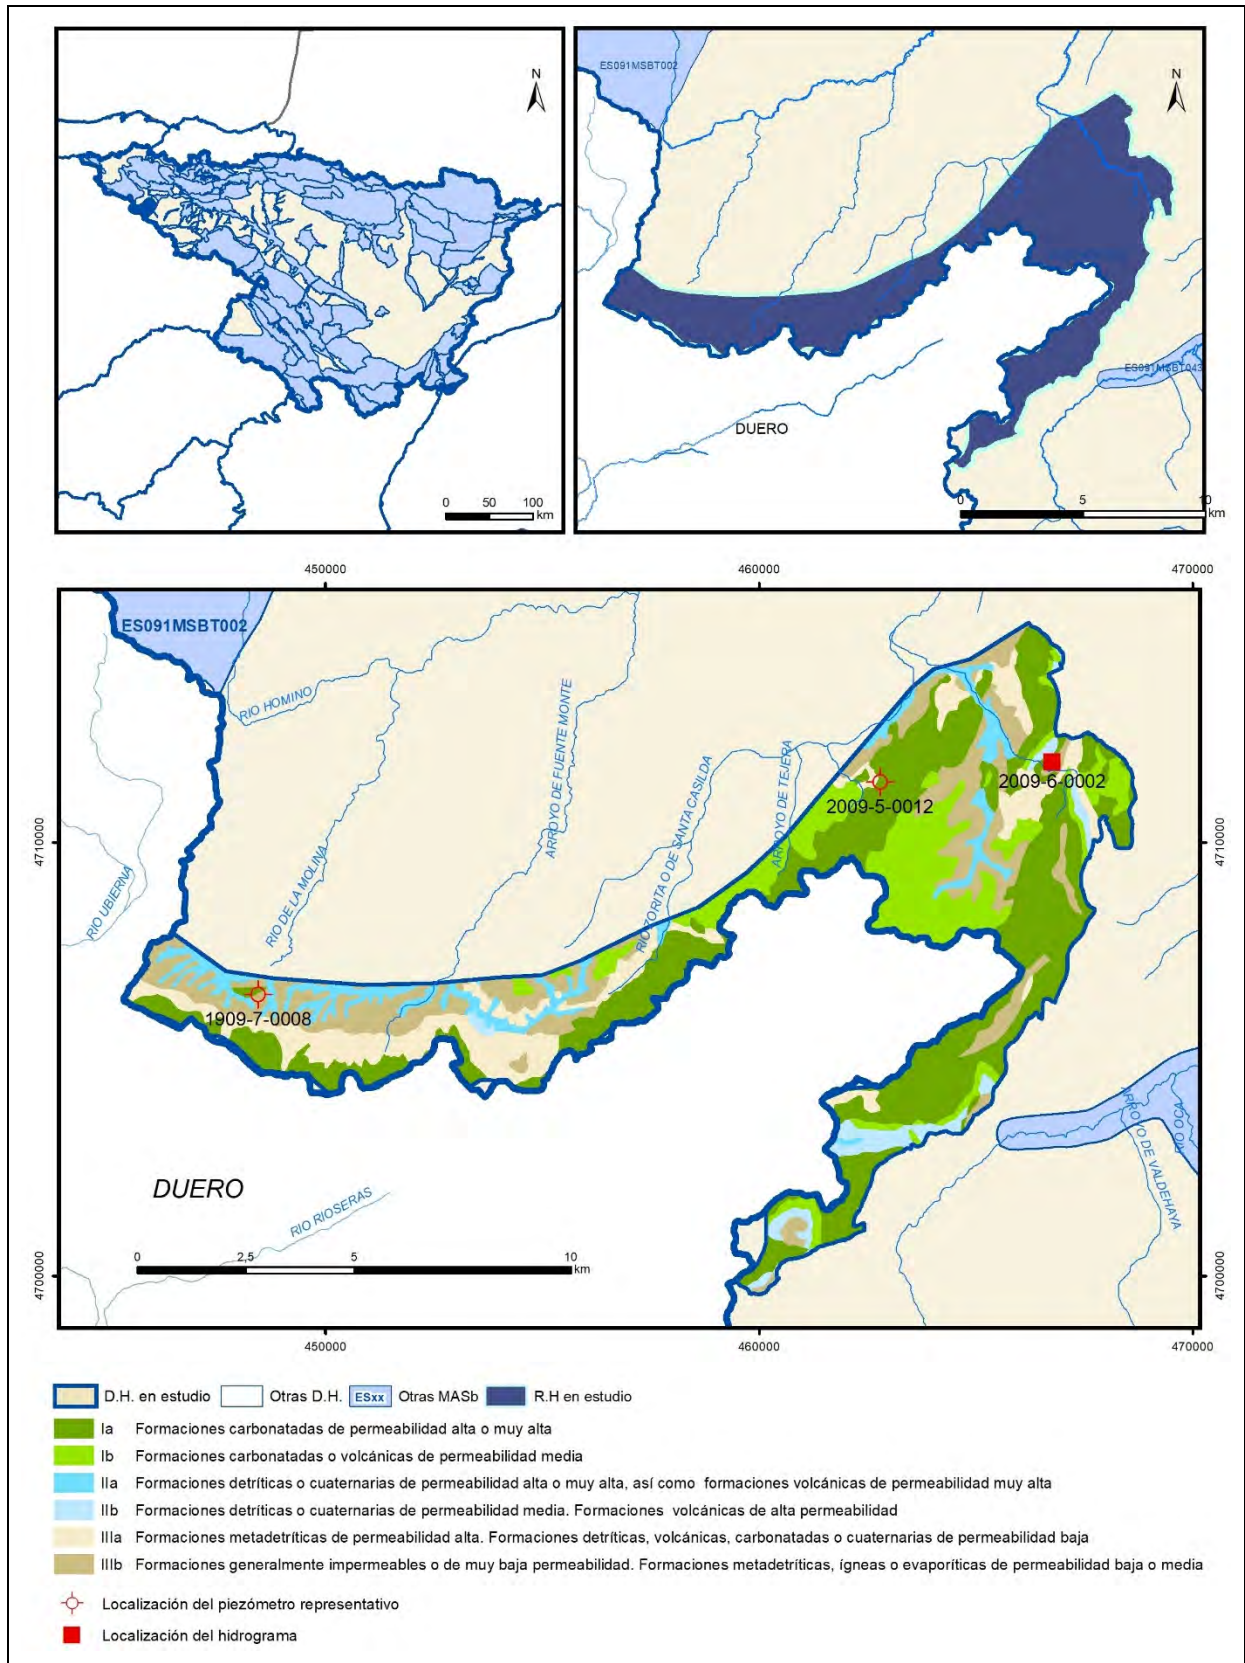 N
0 50 100
km
ES091MSBT002
N
ES091MSBT043
DUERO
0 5 10
km
450000 460000 470000
ES091MSBT002
RIO HOMINO
ARROYO DE FUENTE MONTE
RIO ZORITA O DE SANTA CASILDA
ARROYO DE TEJERA
2009-5-0012
2009-6-0002
4710000
4710000
RIO UBIERNA
RIO DE LA MOLINA
1909-7-0008
ARROYO DE VALDEHAYA
RIO OCA
DUERO
RIO RIOSERAS
0 2,5 5 10
km
4700000
4700000
450000 460000 470000
D.H. en estudio Otras D.H. ESxx Otras MASb R.H en estudio
Ia Formaciones carbonatadas de permeabilidad alta o muy alta
Ib Formaciones carbonatadas o volcánicas de permeabilidad media
IIa Formaciones detríticas o cuaternarias de permeabilidad alta o muy alta, así como formaciones volcánicas de permeabilidad muy alta
IIb Formaciones detríticas o cuaternarias de permeabilidad media. Formaciones volcánicas de alta permeabilidad
IIIa Formaciones metadetríticas de permeabilidad alta. Formaciones detríticas, volcánicas, carbonatadas o cuaternarias de permeabilidad baja
IIIb Formaciones generalmente impermeables o de muy baja permeabilidad. Formaciones metadetríticas, ígneas o evaporíticas de permeabilidad baja o media
Localización del piezómetro representativo
Localización del hidrograma